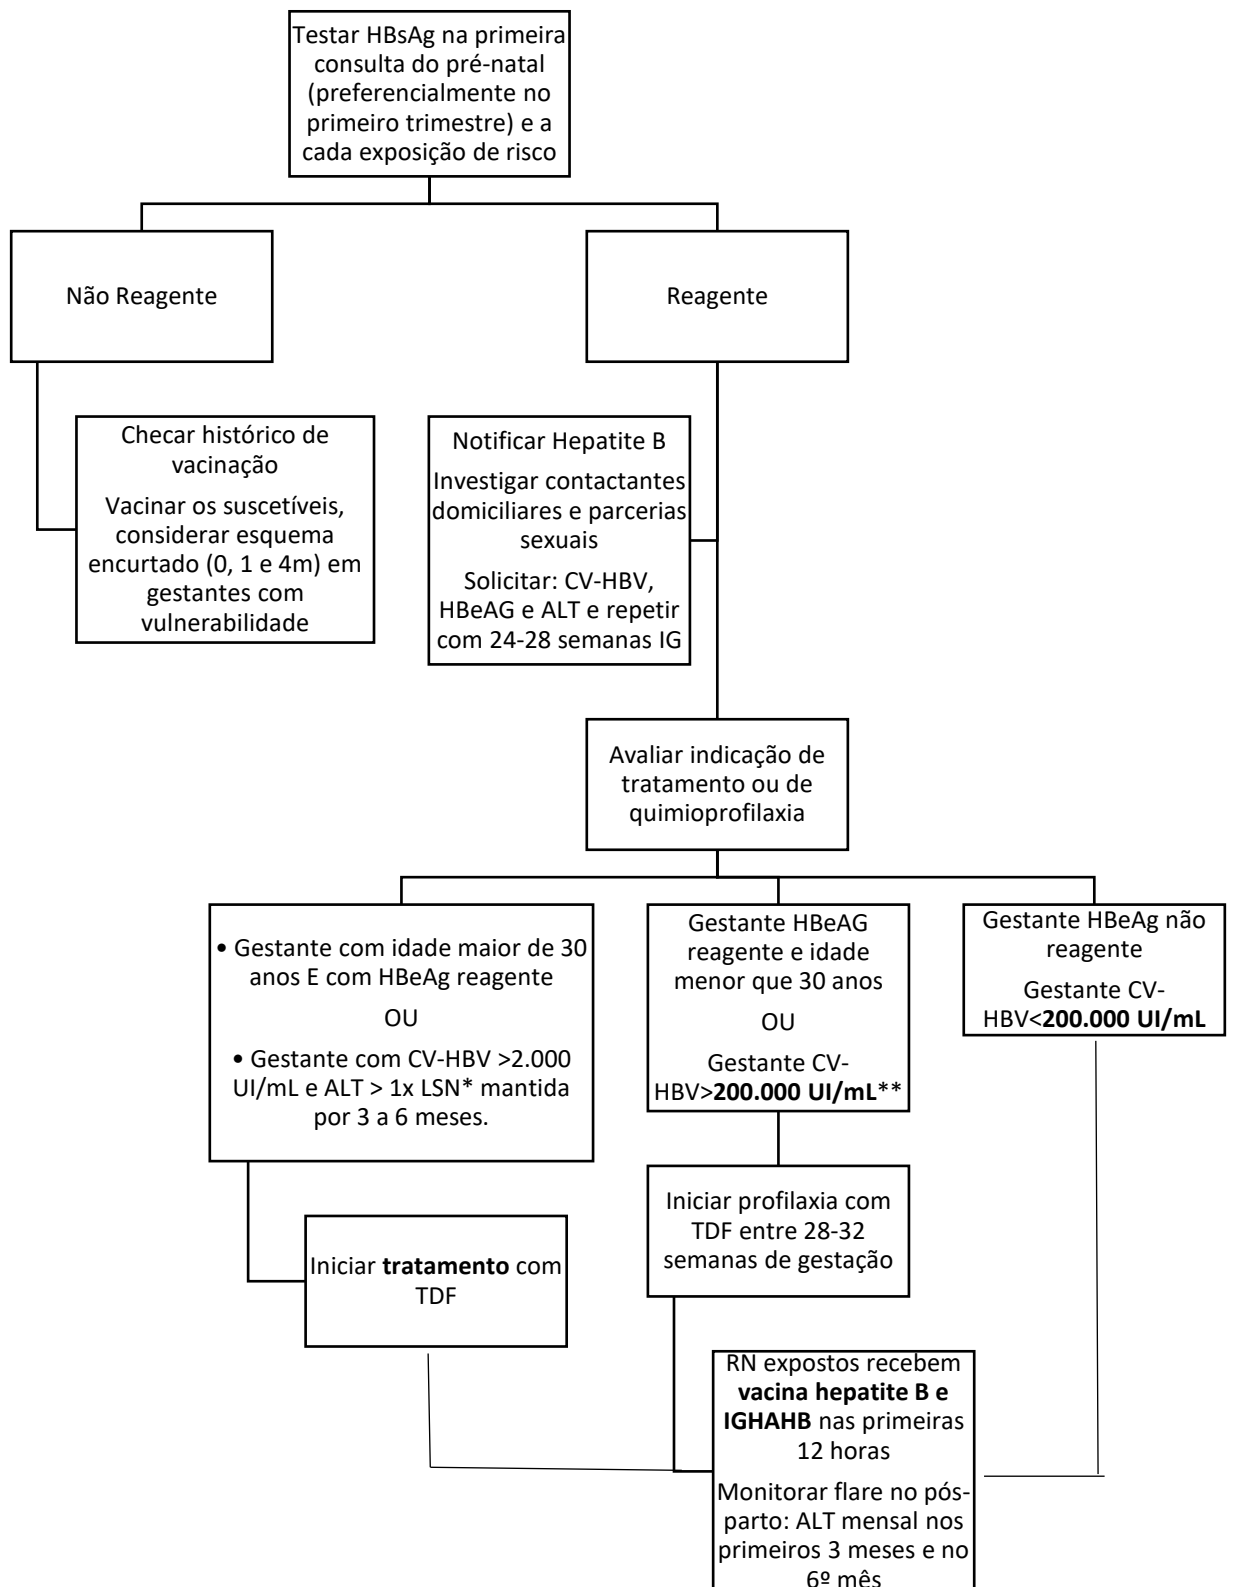 Testar HBsAg na primeira
consulta do pré-natal
(preferencialmente no
primeiro trimestre) e a
cada exposição de risco
Não Reagente
Reagente
Checar histórico de
vacinação
Vacinar os suscetíveis,
considerar esquema
encurtado (0, 1 e 4m) em
gestantes com
vulnerabilidade
Notificar Hepatite B
Investigar contactantes
domiciliares e parcerias
sexuais
Solicitar: CV-HBV,
HBeAG e ALT e repetir
com 24-28 semanas IG
Avaliar indicação de
tratamento ou de
quimioprofilaxia
• Gestante com idade maior de 30
anos E com HBeAg reagente
OU
• Gestante com CV-HBV >2.000
UI/mL e ALT > 1x LSN* mantida
por 3 a 6 meses.
Gestante HBeAG
reagente e idade
menor que 30 anos
OU
Gestante CV-
HBV>200.000 UI/mL**
Gestante HBeAg não
reagente
Gestante CV-
HBV<200.000 UI/mL
Iniciar tratamento com
TDF
Iniciar profilaxia com
TDF entre 28-32
semanas de gestação
RN expostos recebem
vacina hepatite B e
IGHAHB nas primeiras
12 horas
Monitorar flare no pós-
parto: ALT mensal nos
primeiros 3 meses e no
6º mês